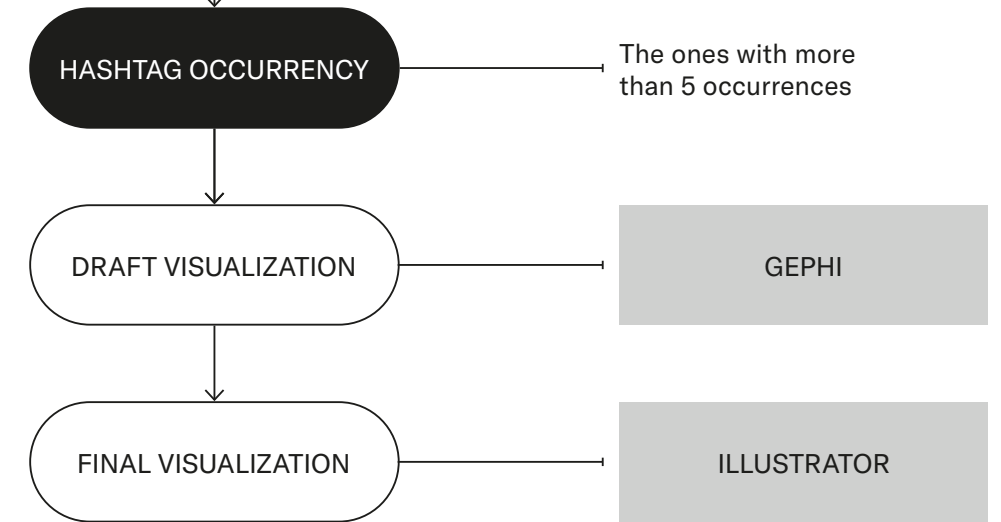 HASHTAG OCCURRENCY
The ones with more
than 5 occurrences
DRAFT VISUALIZATION
GEPHI
FINAL VISUALIZATION
ILLUSTRATOR